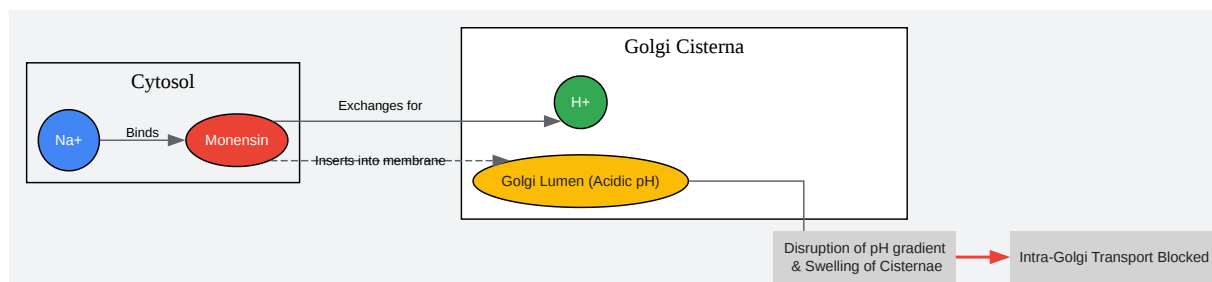 Golgi Cisterna
Cytosol
H+
Exchanges for
Na+
Binds
Monensin
Inserts into membrane
Golgi Lumen (Acidic pH)
Disruption of pH gradient
& Swelling of Cisternae
Intra-Golgi Transport Blocked